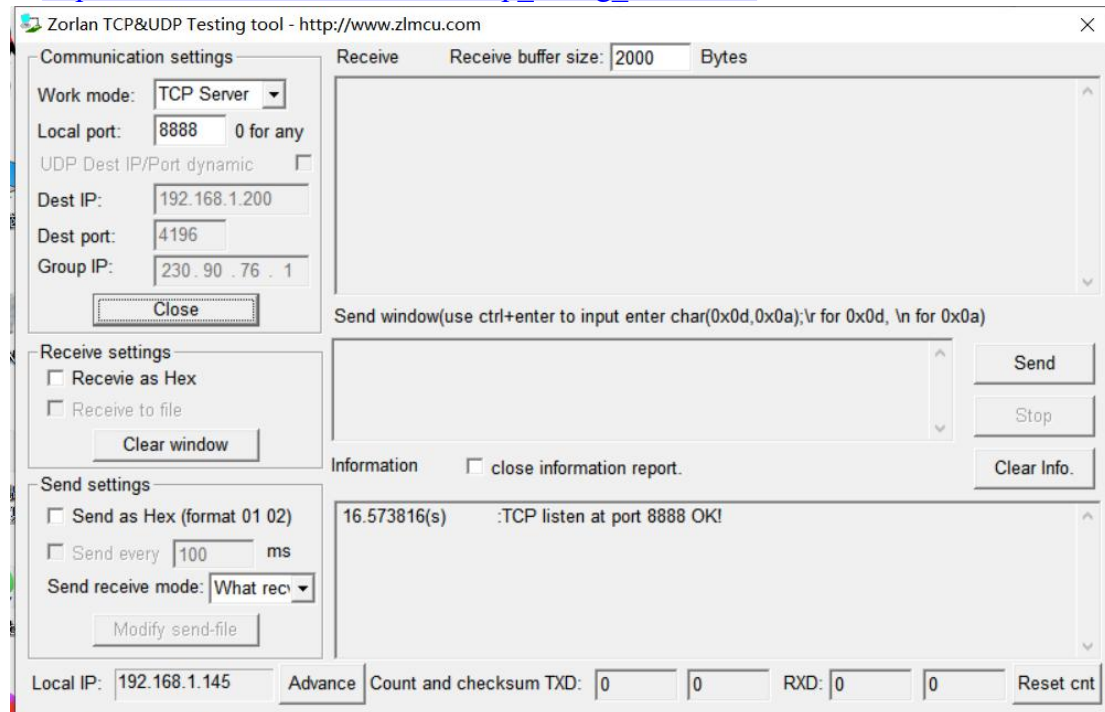 Zorlan TCP&UDP Testing tool - http://www.zlmcu.com
Communication settings
Work mode: TCP Server
Local port: 8888 0 for any
UDP Dest IP/Port dynamic
Dest IP: 192.168.1.200
Dest port: 4196
Group IP: 230 . 90 . 76 . 1
Close
Receive settings
Recevie as Hex
Receive to file
Clear window
Send settings
Send as Hex (format 01 02)
Send every 100 ms
Send receive mode: What recv
Modify send-file
Receive Receive buffer size: 2000 Bytes
Send window(use ctrl+enter to input enter char(0x0d,0x0a);\r for 0x0d, \n for 0x0a)
Send
Stop
Information close information report. Clear Info.
16.573816(s) :TCP listen at port 8888 OK!
Local IP: 192.168.1.145 Advance Count and checksum TXD: 0 0 RXD: 0 0 Reset cnt